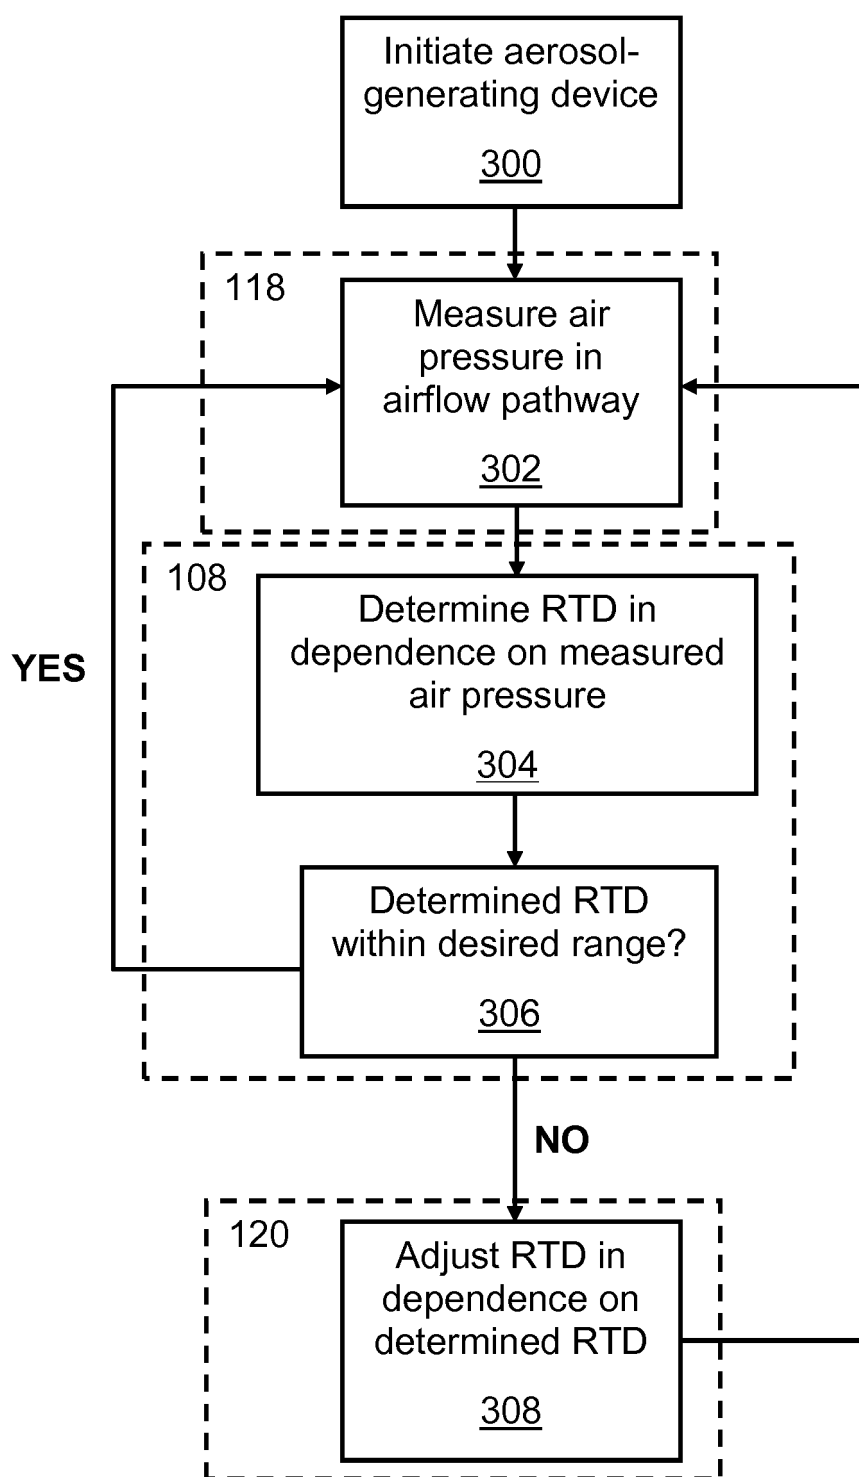 Initiate aerosol-
generating device
300
118
Measure air
pressure in
airflow pathway
302
108
Determine RTD in
dependence on measured
air pressure
304
YES
Determined RTD
within desired range?
306
NO
120
Adjust RTD in
dependence on
determined RTD
308